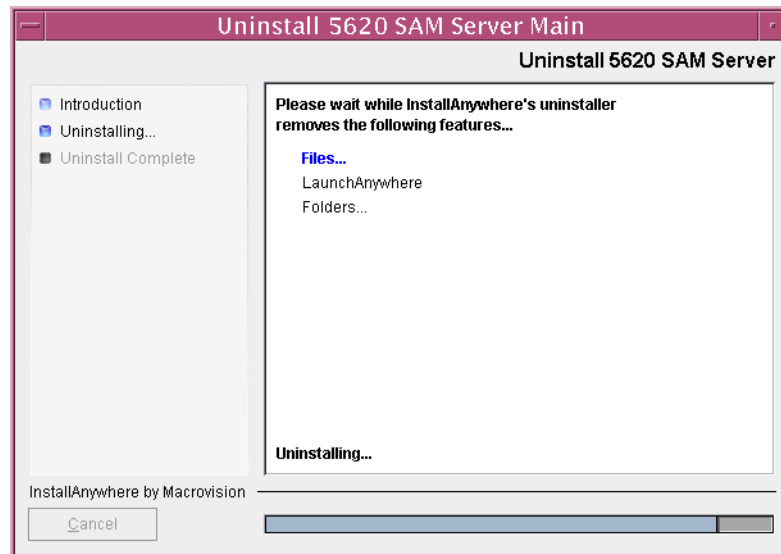 Uninstall 5620 SAM Server Main
Uninstall 5620 SAM Server
Introduction
Uninstalling...
Uninstall Complete
Please wait while InstallAnywhere's uninstaller
removes the following features...
Files...
LaunchAnywhere
Folders...
Uninstalling...
InstallAnywhere by Macrovision
Cancel